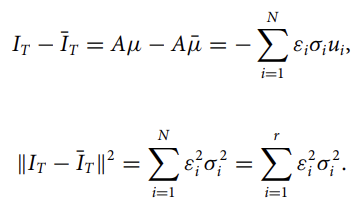 I_T − Ī_T = Aμ − Aμ̄ = − ∑_{i=1}^{N} ε_i σ_i u_i,
‖I_T − Ī_T‖² = ∑_{i=1}^{N} ε_i² σ_i² = ∑_{i=1}^{r} ε_i² σ_i².